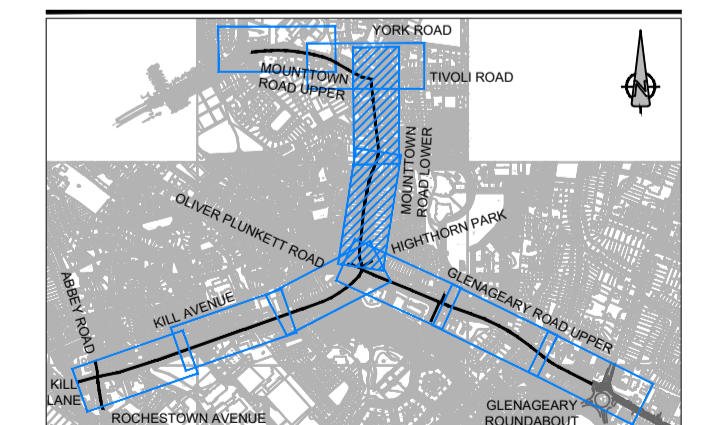 YORK ROAD
MOUNTTOWN
ROAD UPPER
TIVOLI ROAD
N
MOUNTTOWN
ROAD LOWER
OLIVER PLUNKETT ROAD
HIGHTHORN PARK
ABBEY ROAD
KILL AVENUE
GLENAGEARY ROAD UPPER
KILL
LANE
ROCHESTOWN AVENUE
GLENAGEARY
ROUNDABOUT